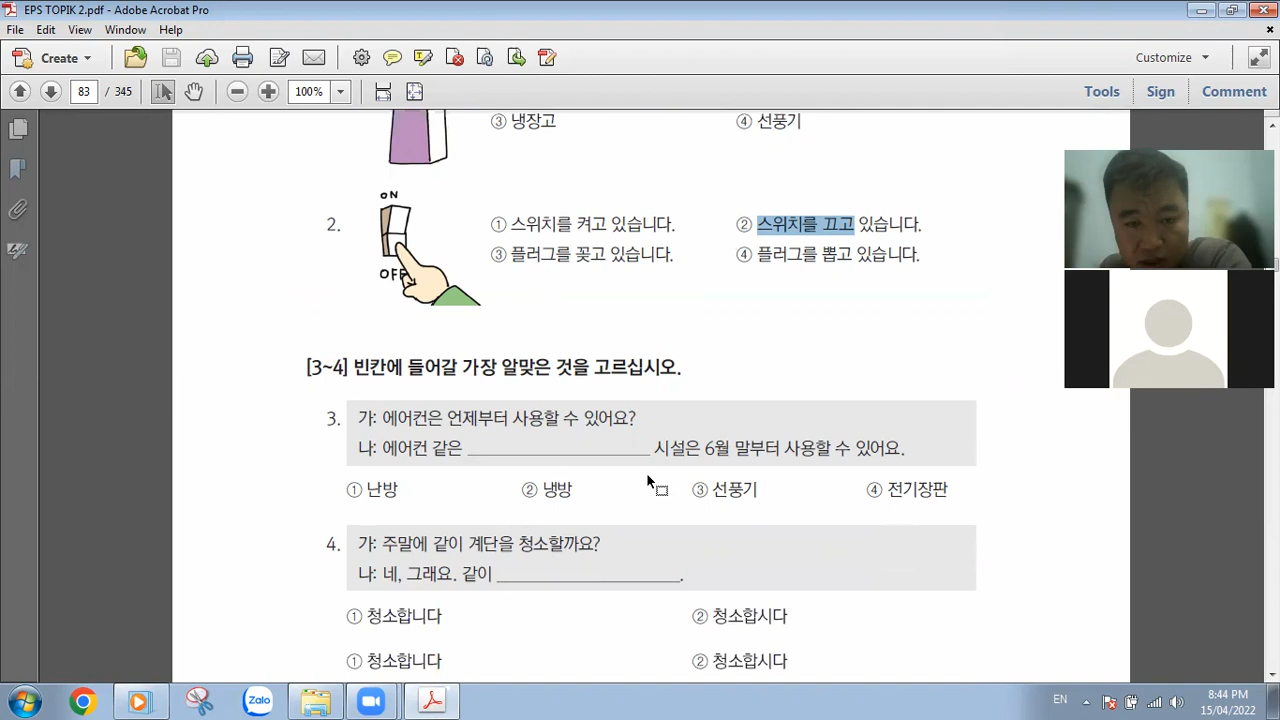 EPS TOPIK 2.pdf - Adobe Acrobat Pro
File Edit View Window Help
Create Customize
83 / 345 100% Tools Sign Comment
③ 냉장고 ④ 선풍기
2. ON OFF ① 스위치를 켜고 있습니다. ② 스위치를 끄고 있습니다.
③ 플러그를 꽂고 있습니다. ④ 플러그를 뽑고 있습니다.
[3~4] 빈칸에 들어갈 가장 알맞은 것을 고르십시오.
3. 가: 에어컨은 언제부터 사용할 수 있어요?
나: 에어컨 같은 ____________________ 시설은 6월 말부터 사용할 수 있어요.
① 난방 ② 냉방 ③ 선풍기 ④ 전기장판
4. 가: 주말에 같이 계단을 청소할까요?
나: 네, 그래요. 같이 ____________________.
① 청소합니다 ② 청소합시다
① 청소합니다 ② 청소합시다
Zalo EN 8:44 PM
15/04/2022